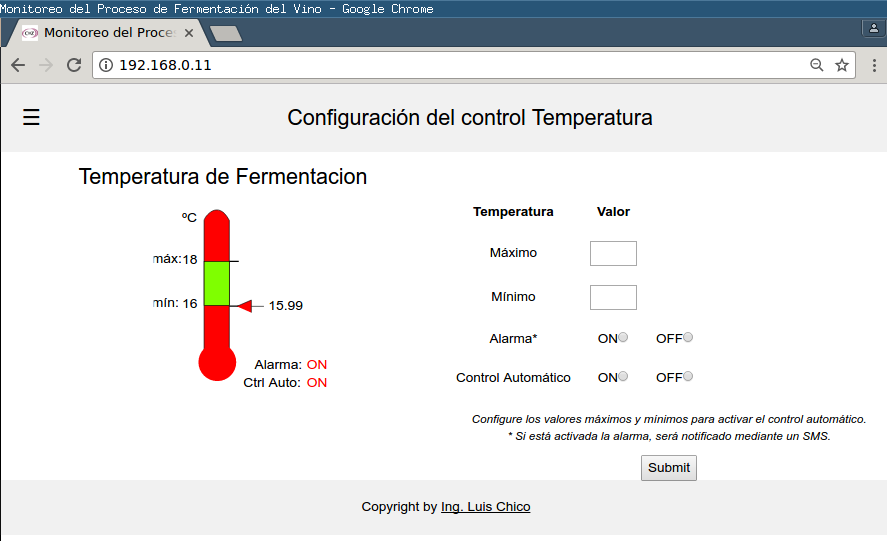 Monitoreo del Proceso de Fermentación del Vino - Google Chrome
Monitoreo del Proce
192.168.0.11
Configuración del control Temperatura
Temperatura de Fermentacion
ºC
máx:18
mín: 16
15.99
Alarma: ON
Ctrl Auto: ON
Temperatura Valor
Máximo
Mínimo
Alarma* ON OFF
Control Automático ON OFF
Configure los valores máximos y mínimos para activar el control automático.
* Si está activada la alarma, será notificado mediante un SMS.
Submit
Copyright by Ing. Luis Chico